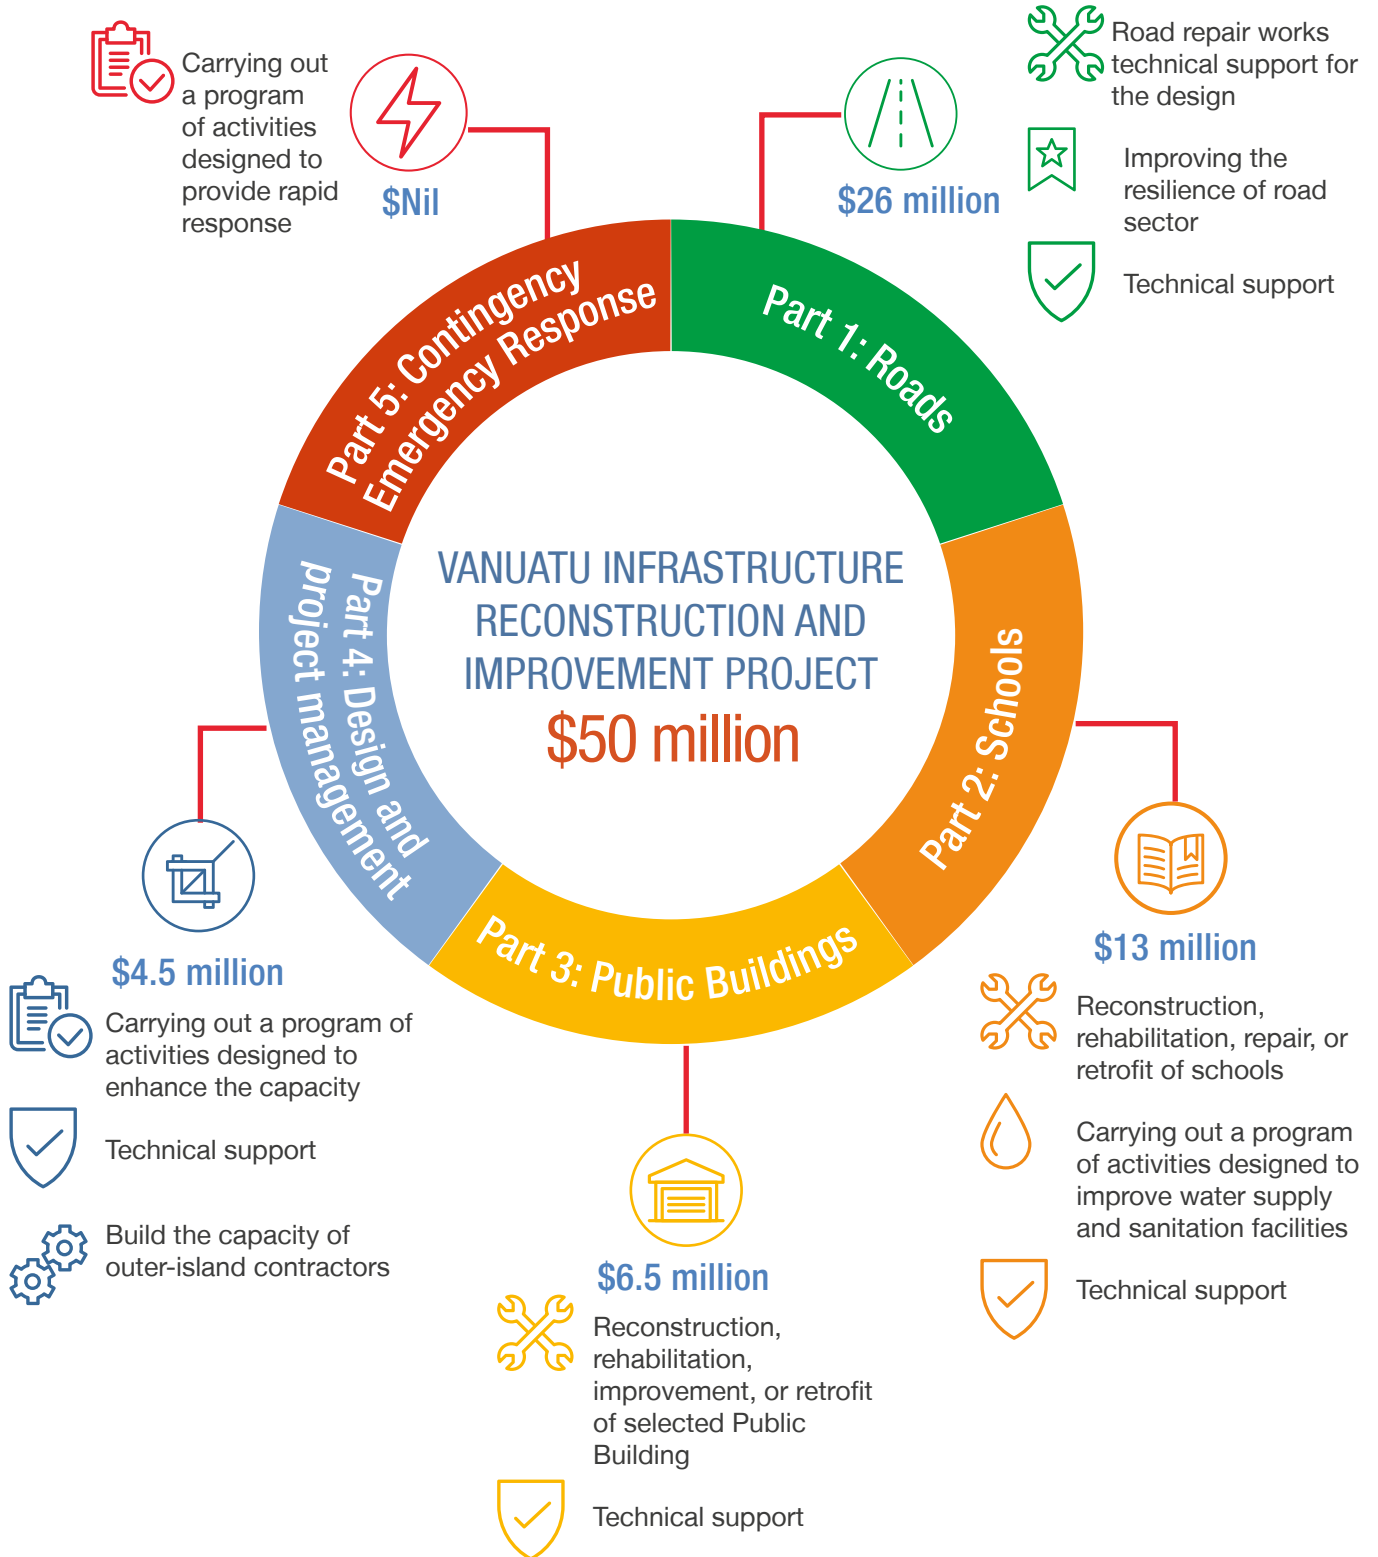 Carrying out
a program
of activities
designed to
provide rapid
response
$Nil
$26 million
Road repair works
technical support for
the design
Improving the
resilience of road
sector
Technical support
Part 5: Contingency
Emergency Response
Part 1: Roads
VANUATU INFRASTRUCTURE
RECONSTRUCTION AND
IMPROVEMENT PROJECT
$50 million
Part 4: Design and
project management
Part 2: Schools
Part 3: Public Buildings
$4.5 million
Carrying out a program of
activities designed to
enhance the capacity
Technical support
Build the capacity of
outer-island contractors
$6.5 million
Reconstruction,
rehabilitation,
improvement, or retrofit
of selected Public
Building
Technical support
$13 million
Reconstruction,
rehabilitation, repair, or
retrofit of schools
Carrying out a program
of activities designed to
improve water supply
and sanitation facilities
Technical support